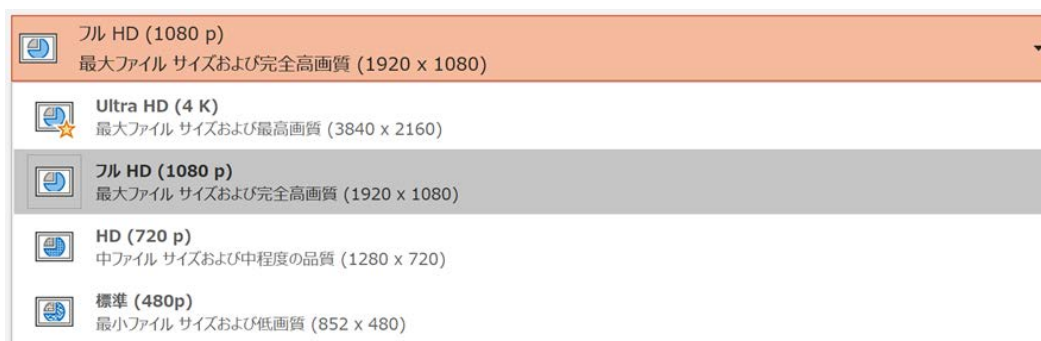 フル HD (1080 p)
最大ファイル サイズおよび完全高画質 (1920 x 1080)
Ultra HD (4 K)
最大ファイル サイズおよび最高画質 (3840 x 2160)
フル HD (1080 p)
最大ファイル サイズおよび完全高画質 (1920 x 1080)
HD (720 p)
中ファイル サイズおよび中程度の品質 (1280 x 720)
標準 (480p)
最小ファイル サイズおよび低画質 (852 x 480)